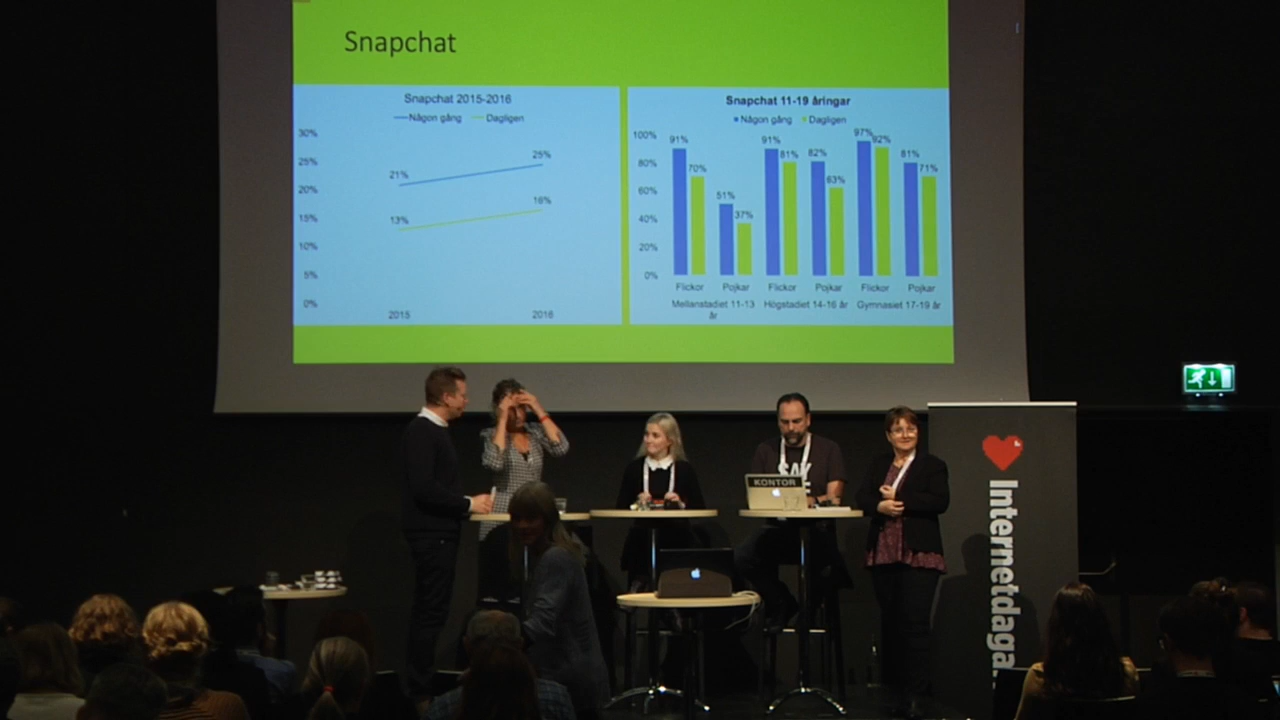 Snapchat
Snapchat 2015-2016
Någon gång Dagligen
30%
25%
20%
15%
10%
5%
0%
21%
25%
13%
16%
2015 2016
Snapchat 11-19 åringar
Någon gång Dagligen
100%
80%
60%
40%
20%
0%
91% 70% 51% 37% 91% 81% 82% 63% 97% 92% 81% 71%
Flickor Pojkar Flickor Pojkar Flickor Pojkar
Mellanstadiet 11-13 år
Högstadiet 14-16 år
Gymnasiet 17-19 år
KONTOR
Internetdaga